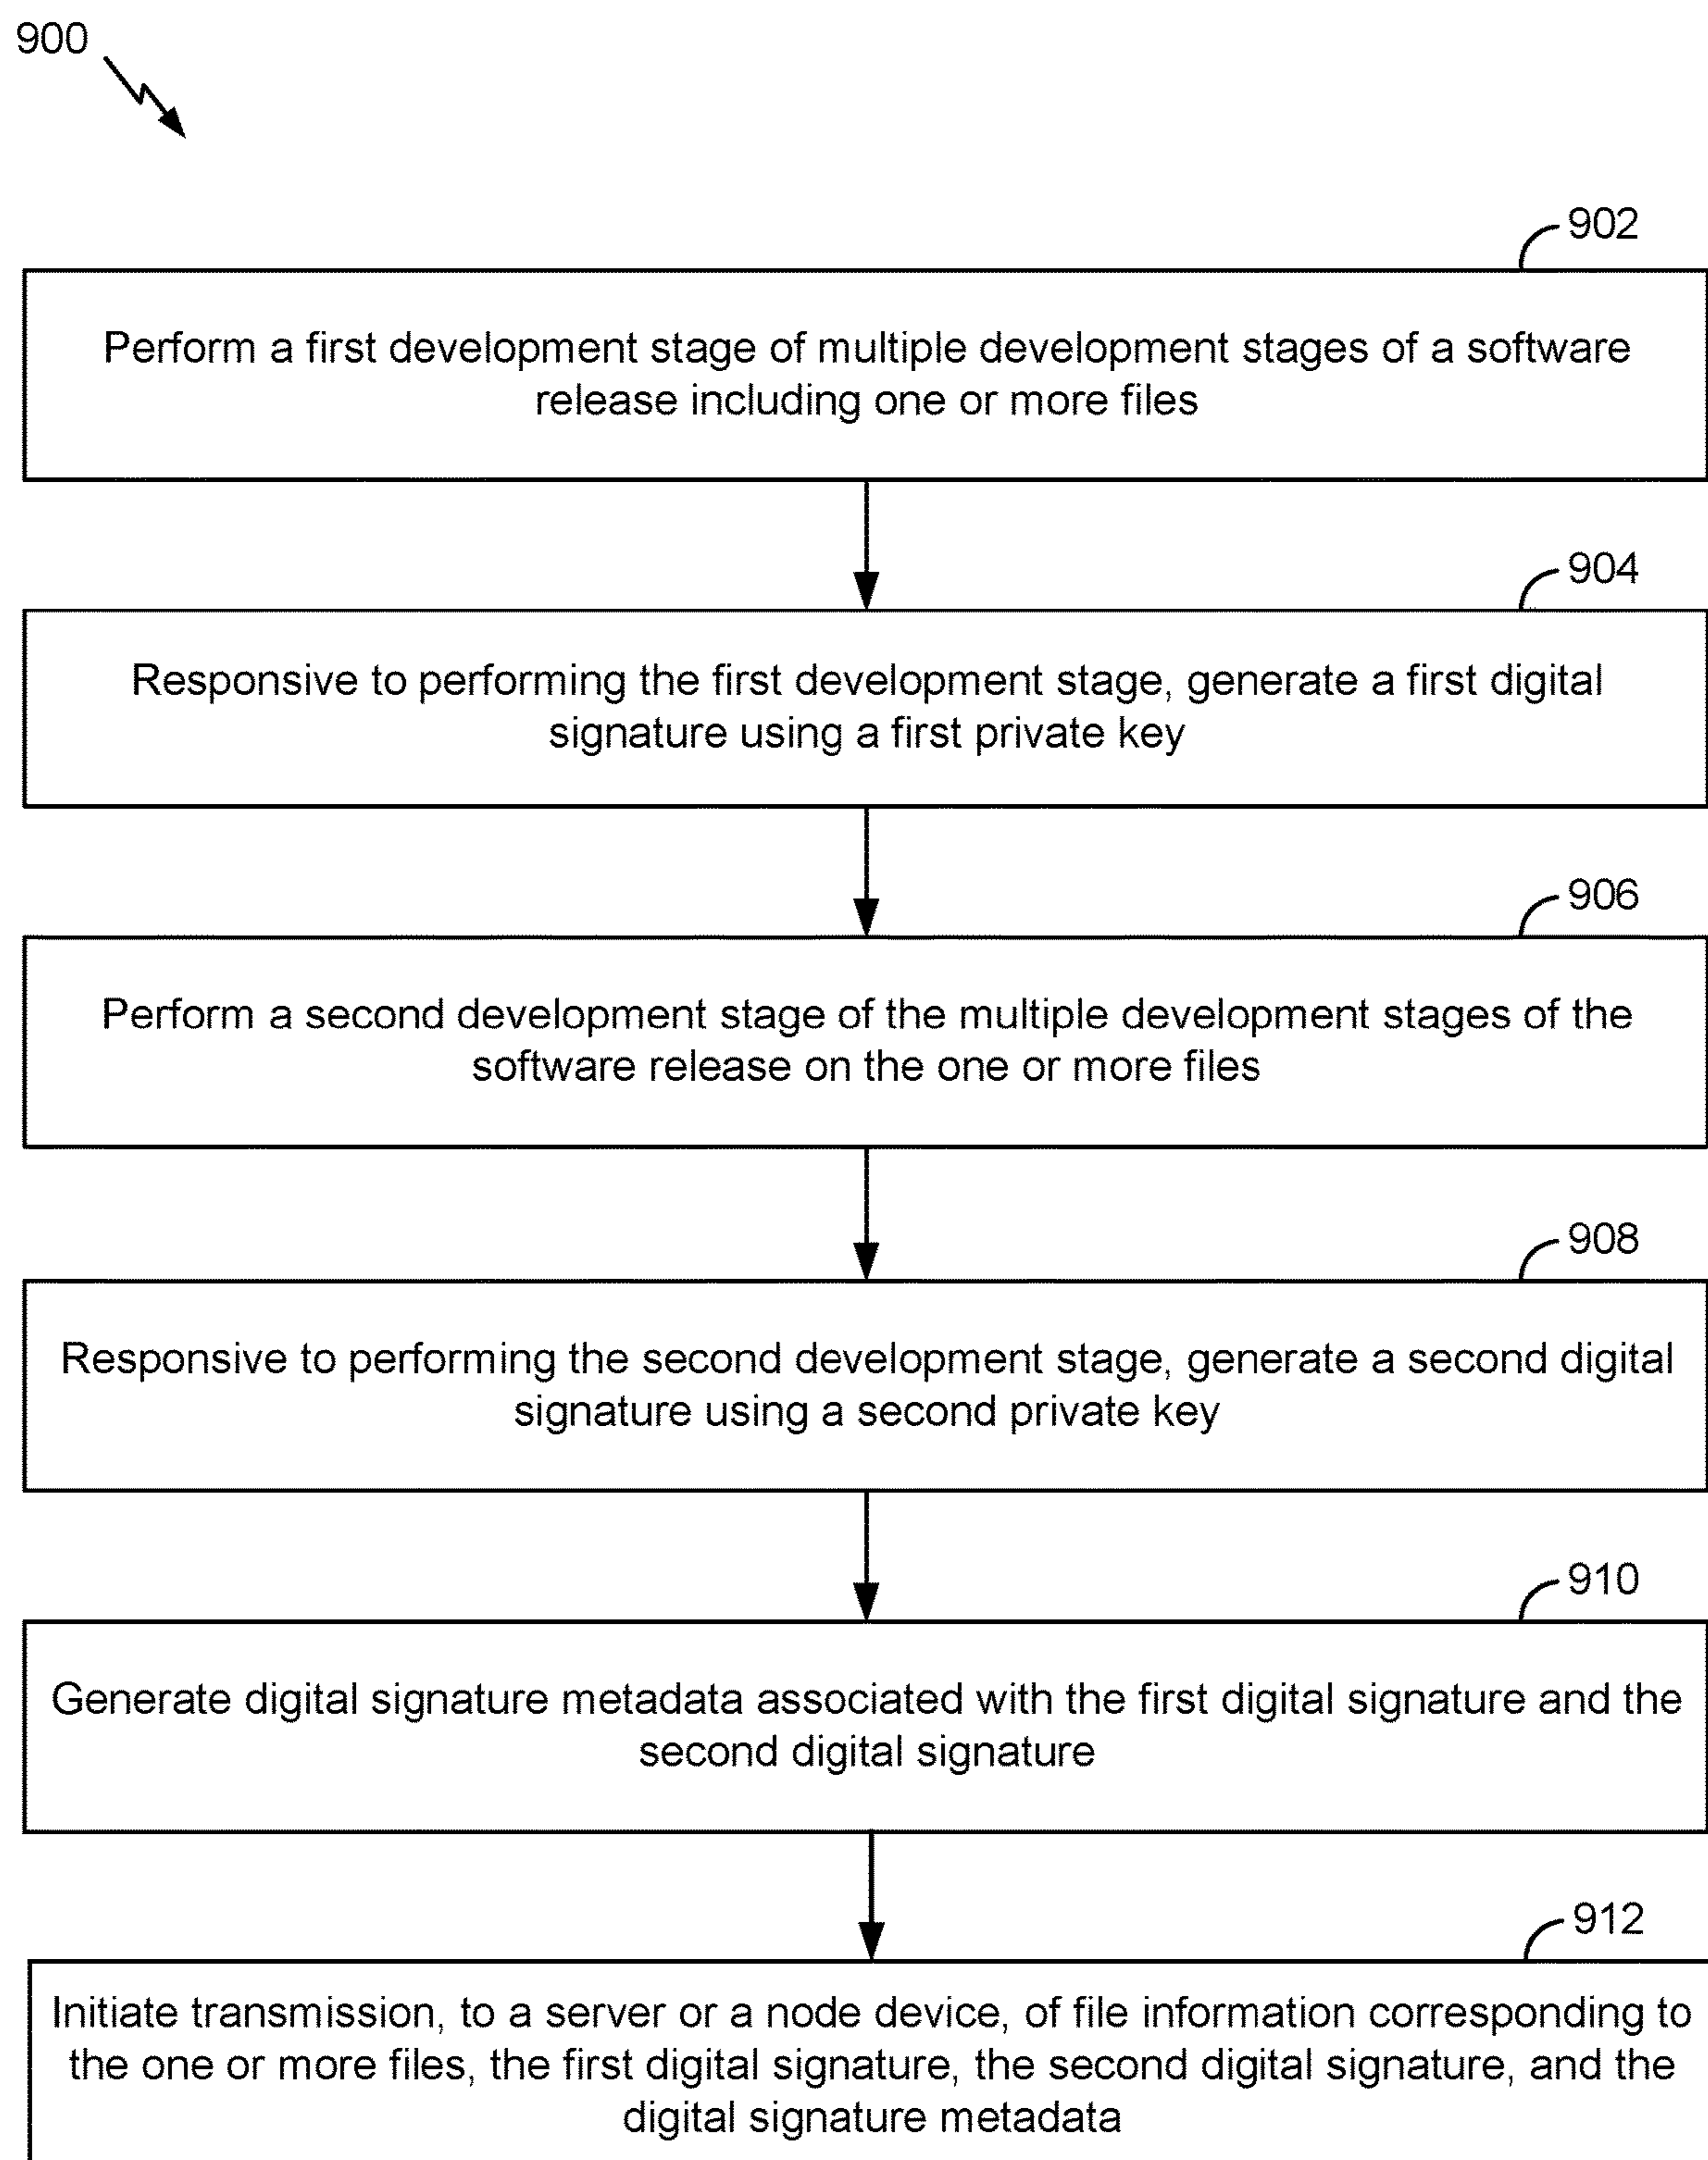 900
902
Perform a first development stage of multiple development stages of a software
release including one or more files
904
Responsive to performing the first development stage, generate a first digital
signature using a first private key
906
Perform a second development stage of the multiple development stages of the
software release on the one or more files
908
Responsive to performing the second development stage, generate a second digital
signature using a second private key
910
Generate digital signature metadata associated with the first digital signature and the
second digital signature
912
Initiate transmission, to a server or a node device, of file information corresponding to
the one or more files, the first digital signature, the second digital signature, and the
digital signature metadata